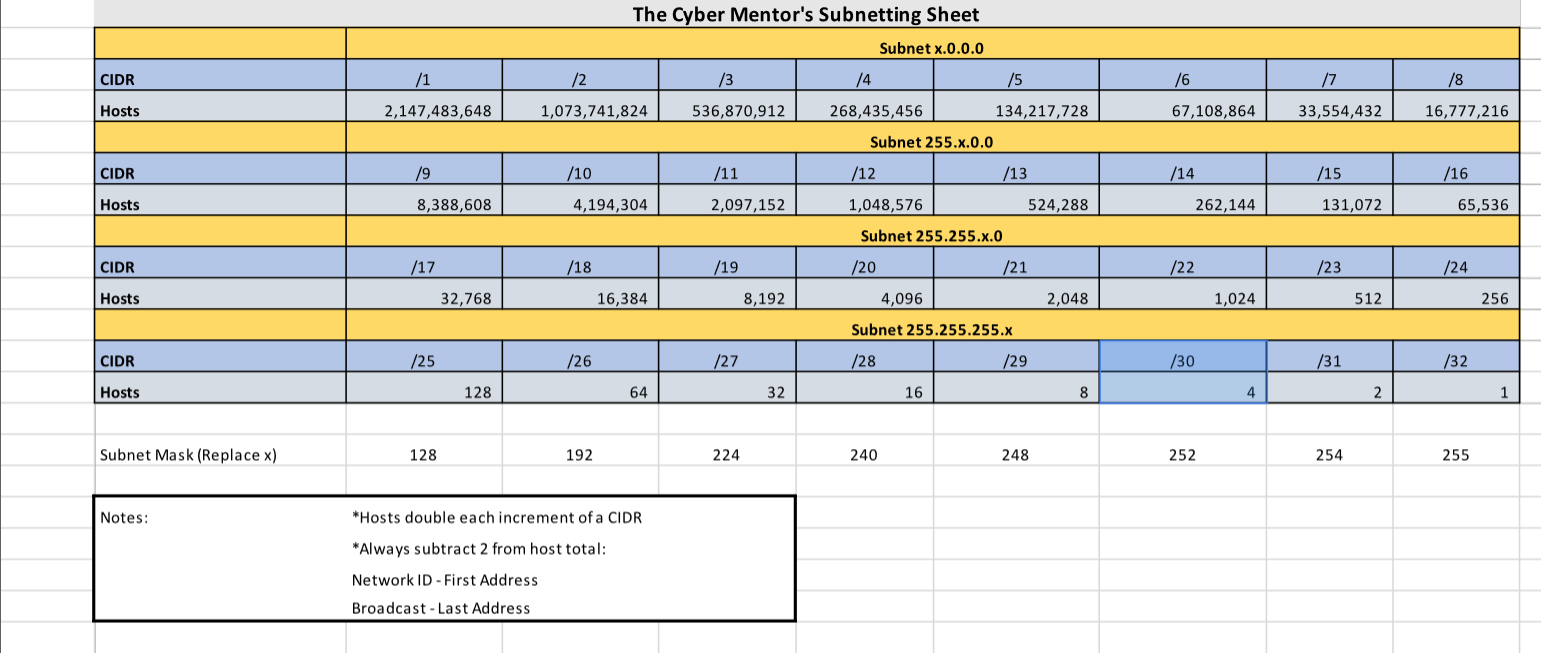 The Cyber Mentor's Subnetting Sheet
Subnet x.0.0.0
CIDR /1 /2 /3 /4 /5 /6 /7 /8
Hosts 2,147,483,648 1,073,741,824 536,870,912 268,435,456 134,217,728 67,108,864 33,554,432 16,777,216
Subnet 255.x.0.0
CIDR /9 /10 /11 /12 /13 /14 /15 /16
Hosts 8,388,608 4,194,304 2,097,152 1,048,576 524,288 262,144 131,072 65,536
Subnet 255.255.x.0
CIDR /17 /18 /19 /20 /21 /22 /23 /24
Hosts 32,768 16,384 8,192 4,096 2,048 1,024 512 256
Subnet 255.255.255.x
CIDR /25 /26 /27 /28 /29 /30 /31 /32
Hosts 128 64 32 16 8 4 2 1
Subnet Mask (Replace x) 128 192 224 240 248 252 254 255
Notes: *Hosts double each increment of a CIDR
*Always subtract 2 from host total:
Network ID - First Address
Broadcast - Last Address